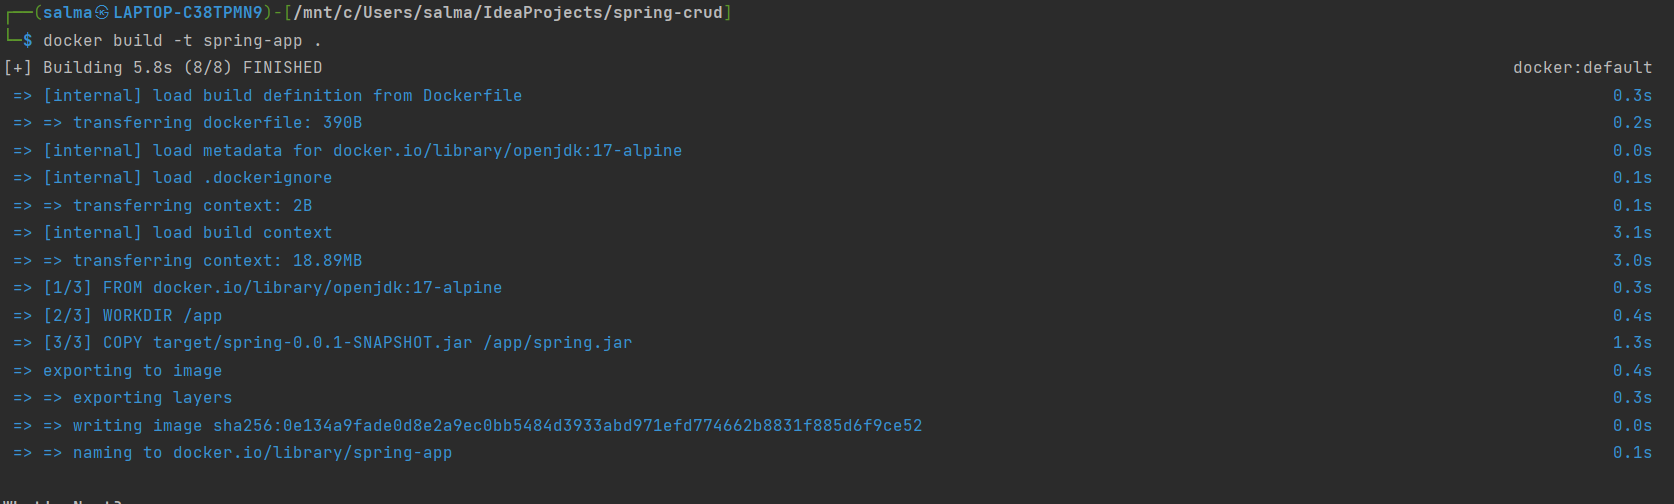 ┌──(salma㉿LAPTOP-C38TPMN9)-[/mnt/c/Users/salma/IdeaProjects/spring-crud]
└─$ docker build -t spring-app .
[+] Building 5.8s (8/8) FINISHED docker:default
=> [internal] load build definition from Dockerfile 0.3s
=> => transferring dockerfile: 390B 0.2s
=> [internal] load metadata for docker.io/library/openjdk:17-alpine 0.0s
=> [internal] load .dockerignore 0.1s
=> => transferring context: 2B 0.1s
=> [internal] load build context 3.1s
=> => transferring context: 18.89MB 3.0s
=> [1/3] FROM docker.io/library/openjdk:17-alpine 0.3s
=> [2/3] WORKDIR /app 0.4s
=> [3/3] COPY target/spring-0.0.1-SNAPSHOT.jar /app/spring.jar 1.3s
=> exporting to image 0.4s
=> => exporting layers 0.3s
=> => writing image sha256:0e134a9fade0d8e2a9ec0bb5484d3933abd971efd774662b8831f885d6f9ce52 0.0s
=> => naming to docker.io/library/spring-app 0.1s